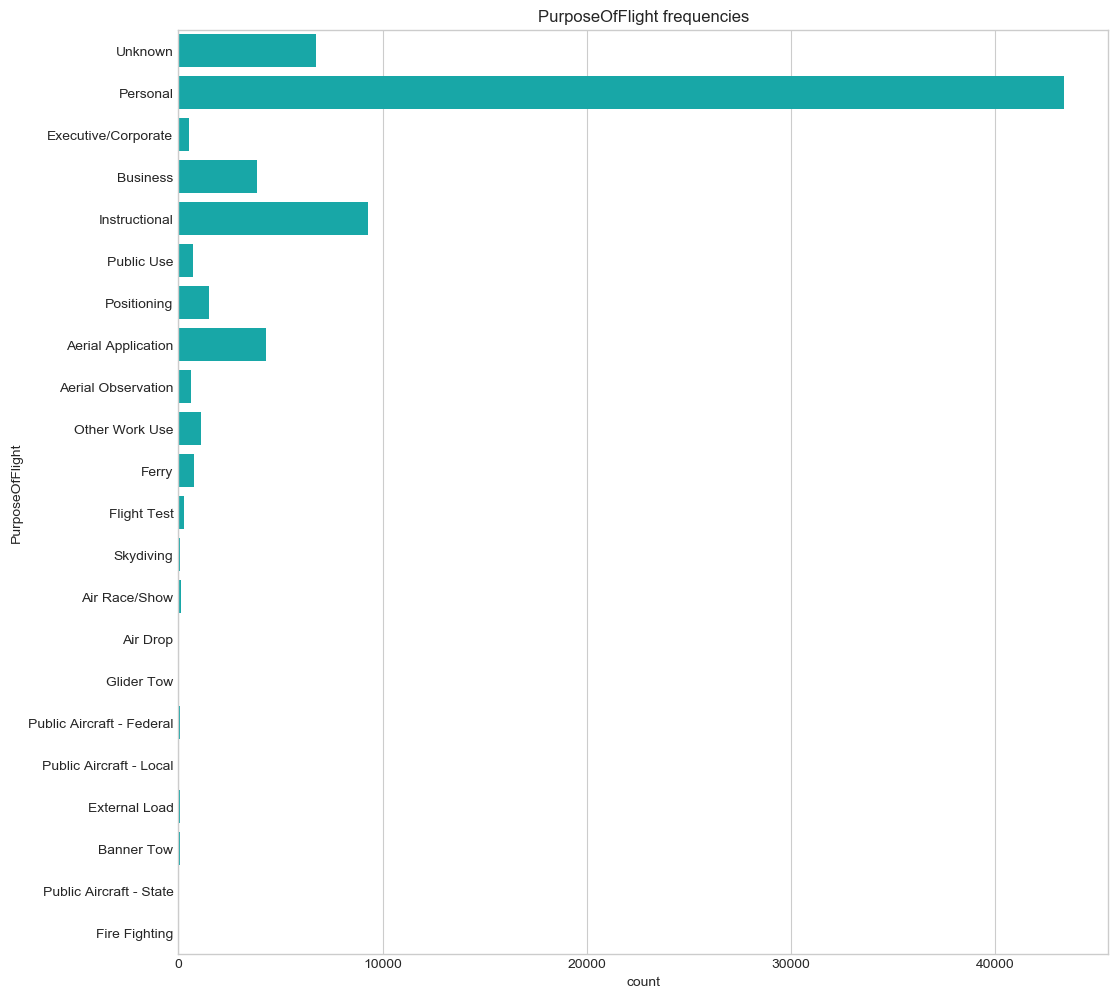 PurposeOfFlight frequencies
PurposeOfFlight
Unknown
Personal
Executive/Corporate
Business
Instructional
Public Use
Positioning
Aerial Application
Aerial Observation
Other Work Use
Ferry
Flight Test
Skydiving
Air Race/Show
Air Drop
Glider Tow
Public Aircraft - Federal
Public Aircraft - Local
External Load
Banner Tow
Public Aircraft - State
Fire Fighting
0 10000 20000 30000 40000
count